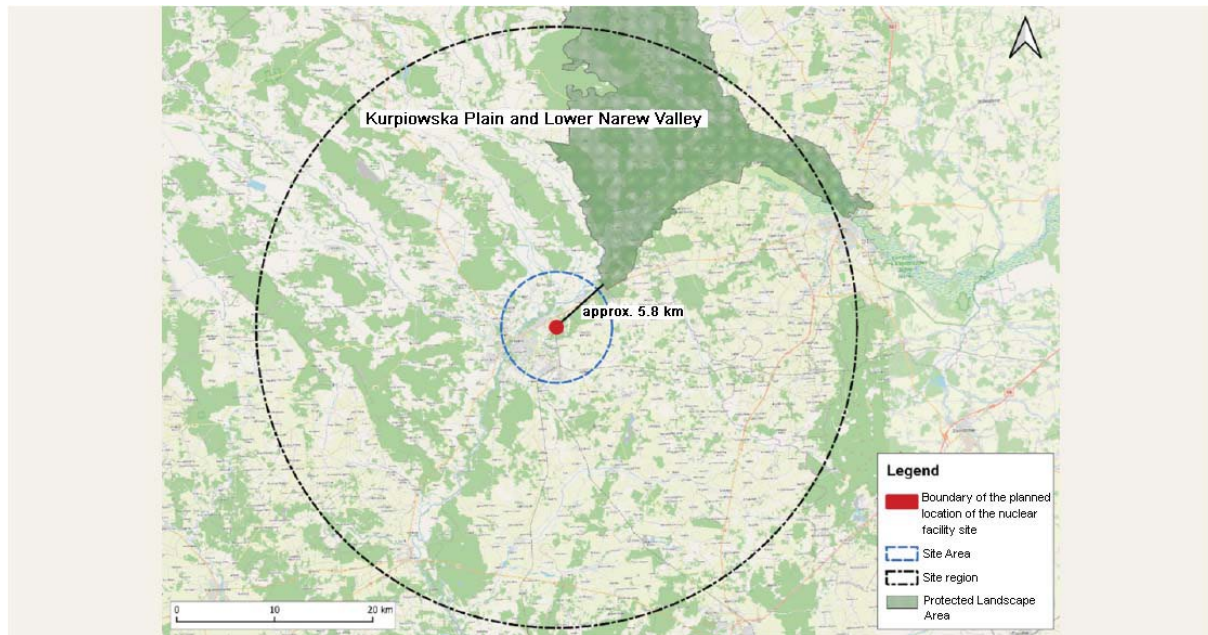 Kurpiowska Plain and Lower Narew Valley
approx. 5.8 km
Legend
Boundary of the planned
location of the nuclear
facility site
Site Area
Site region
Protected Landscape
Area
0 10 20 km